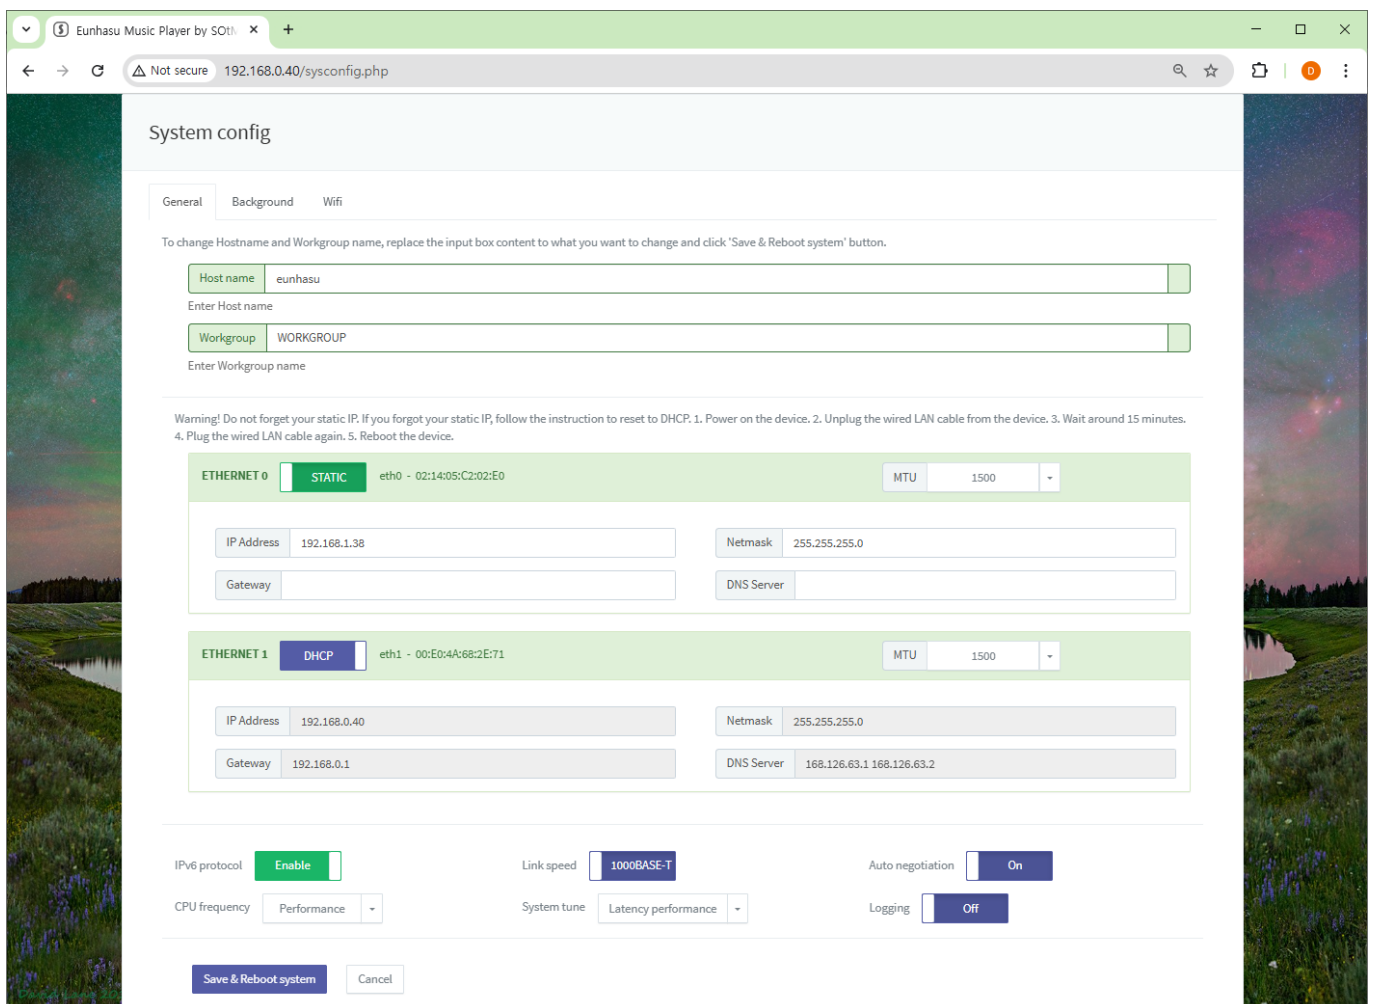 Eunhasu Music Player by SOtM
Not secure 192.168.0.40/sysconfig.php
D
System config
General Background Wifi
To change Hostname and Workgroup name, replace the input box content to what you want to change and click 'Save & Reboot system' button.
Host name eunhasu
Enter Host name
Workgroup WORKGROUP
Enter Workgroup name
Warning! Do not forget your static IP. If you forgot your static IP, follow the instruction to reset to DHCP. 1. Power on the device. 2. Unplug the wired LAN cable from the device. 3. Wait around 15 minutes.
4. Plug the wired LAN cable again. 5. Reboot the device.
ETHERNET 0 STATIC eth0 - 02:14:05:C2:02:E0 MTU 1500
IP Address 192.168.1.38 Netmask 255.255.255.0
Gateway DNS Server
ETHERNET 1 DHCP eth1 - 00:E0:4A:68:2E:71 MTU 1500
IP Address 192.168.0.40 Netmask 255.255.255.0
Gateway 192.168.0.1 DNS Server 168.126.63.1 168.126.63.2
IPv6 protocol Enable Link speed 1000BASE-T Auto negotiation On
CPU frequency Performance System tune Latency performance Logging Off
Save & Reboot system Cancel